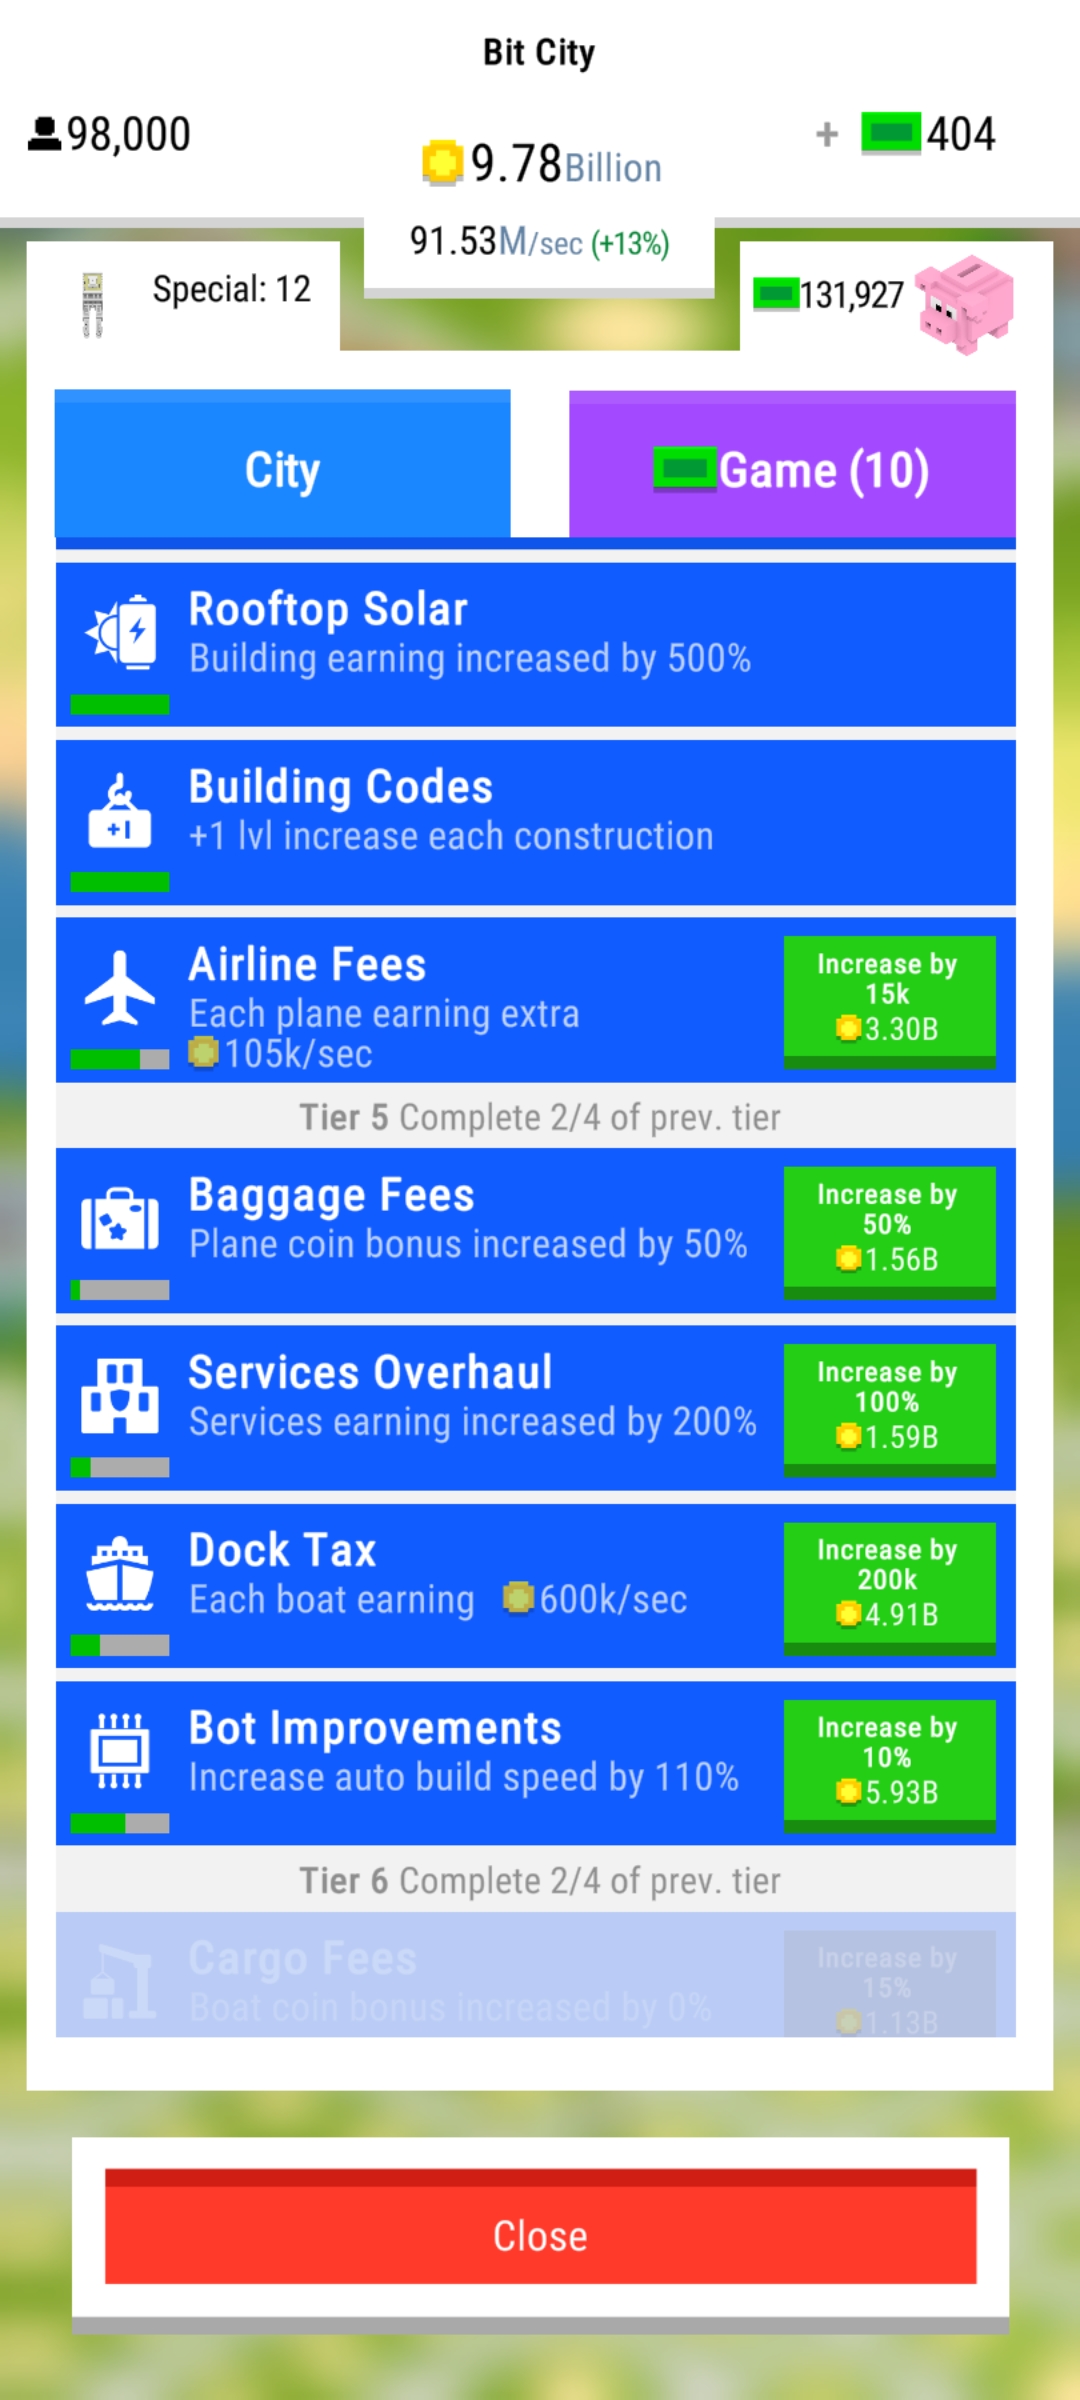 Bit City
98,000
9.78Billion
+ 404
91.53M/sec (+13%)
Special: 12
131,927
City
Game (10)
Rooftop Solar
Building earning increased by 500%
+1
Building Codes
+1 lvl increase each construction
Airline Fees
Each plane earning extra
105k/sec
Increase by
15k
3.30B
Tier 5 Complete 2/4 of prev. tier
Baggage Fees
Plane coin bonus increased by 50%
Increase by
50%
1.56B
Services Overhaul
Services earning increased by 200%
Increase by
100%
1.59B
Dock Tax
Each boat earning 600k/sec
Increase by
200k
4.91B
Bot Improvements
Increase auto build speed by 110%
Increase by
10%
5.93B
Tier 6 Complete 2/4 of prev. tier
Cargo Fees
Boat coin bonus increased by 0%
Increase by
15%
1.13B
Close